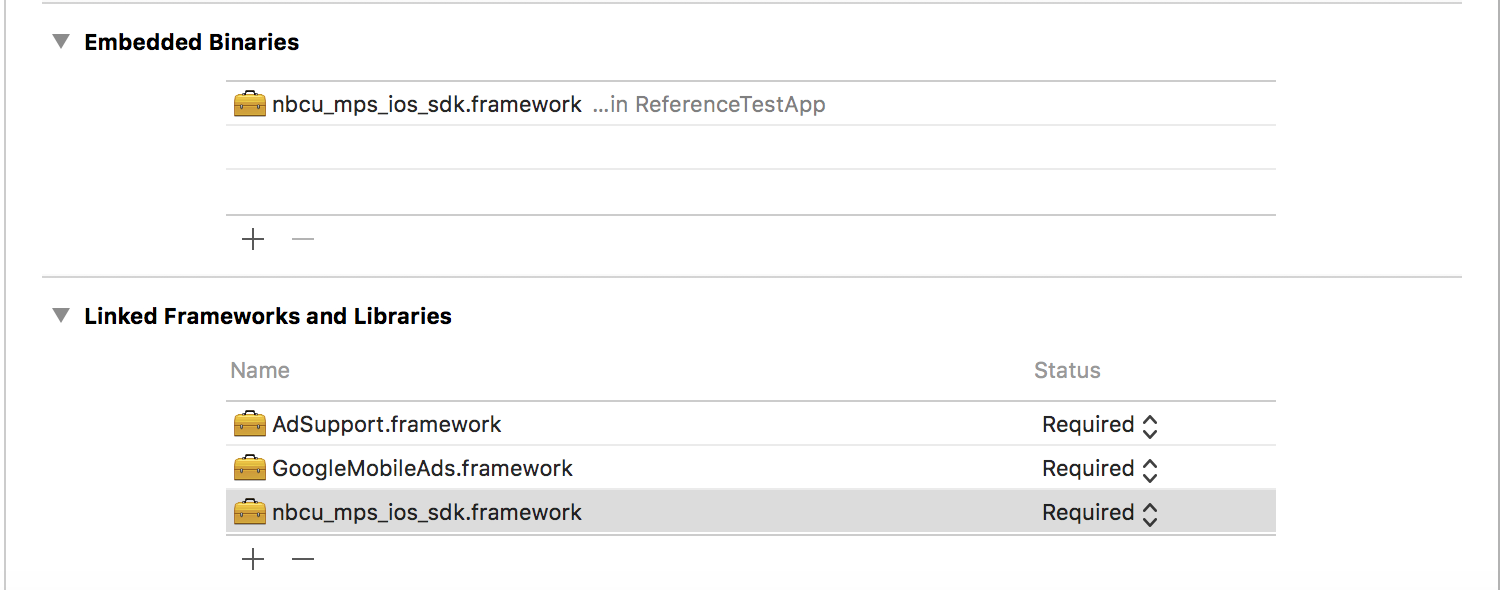 Embedded Binaries
nbcu_mps_ios_sdk.framework ...in ReferenceTestApp
Linked Frameworks and Libraries
Name Status
AdSupport.framework Required
GoogleMobileAds.framework Required
nbcu_mps_ios_sdk.framework Required